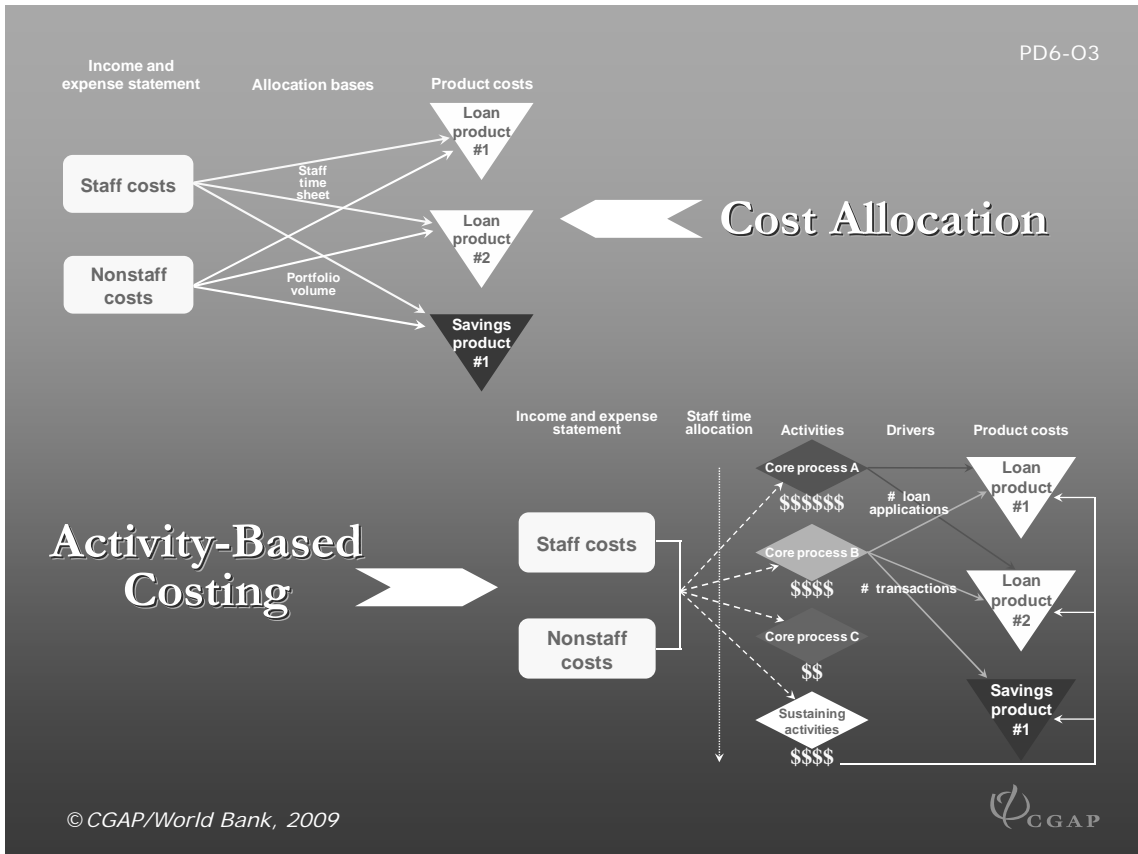 PD6-O3
Income and
expense statement
Allocation bases
Product costs
Staff costs
Nonstaff
costs
Staff
time
sheet
Portfolio
volume
Loan
product
#1
Loan
product
#2
Savings
product
#1
Cost Allocation
Activity-Based
Costing
Income and expense
statement
Staff time
allocation
Activities
Drivers
Product costs
Staff costs
Nonstaff
costs
Core process A
$$$$$$
Core process B
$$$$
Core process C
$$
Sustaining
activities
$$$$
# loan
applications
# transactions
Loan
product
#1
Loan
product
#2
Savings
product
#1
© CGAP/World Bank, 2009
CGAP